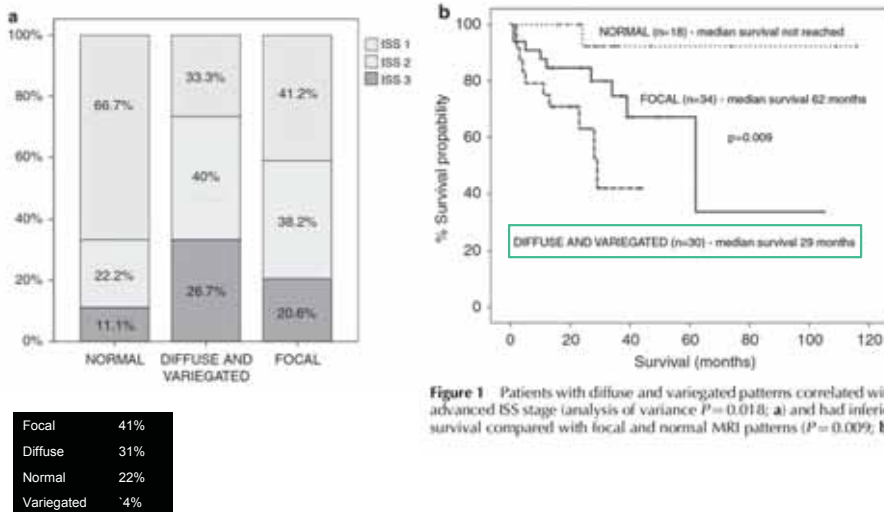 a
100%
80%
60%
40%
20%
0%
66.7%
22.2%
11.1%
33.3%
40%
26.7%
41.2%
38.2%
20.6%
ISS 1
ISS 2
ISS 3
NORMAL
DIFFUSE AND
VARIEGATED
FOCAL
b
% Survival propability
100
80
60
40
20
0
NORMAL (n=18) - median survival not reached
FOCAL (n=34) - median survival 62 months
p=0.009
DIFFUSE AND VARIEGATED (n=30) - median survival 29 months
0 20 40 60 80 100 120
Survival (months)
Figure 1 Patients with diffuse and variegated patterns correlated wi
advanced ISS stage (analysis of variance P=0.018; a) and had inferio
survival compared with focal and normal MRI patterns (P=0.009; b
Focal 41%
Diffuse 31%
Normal 22%
Variegated `4%